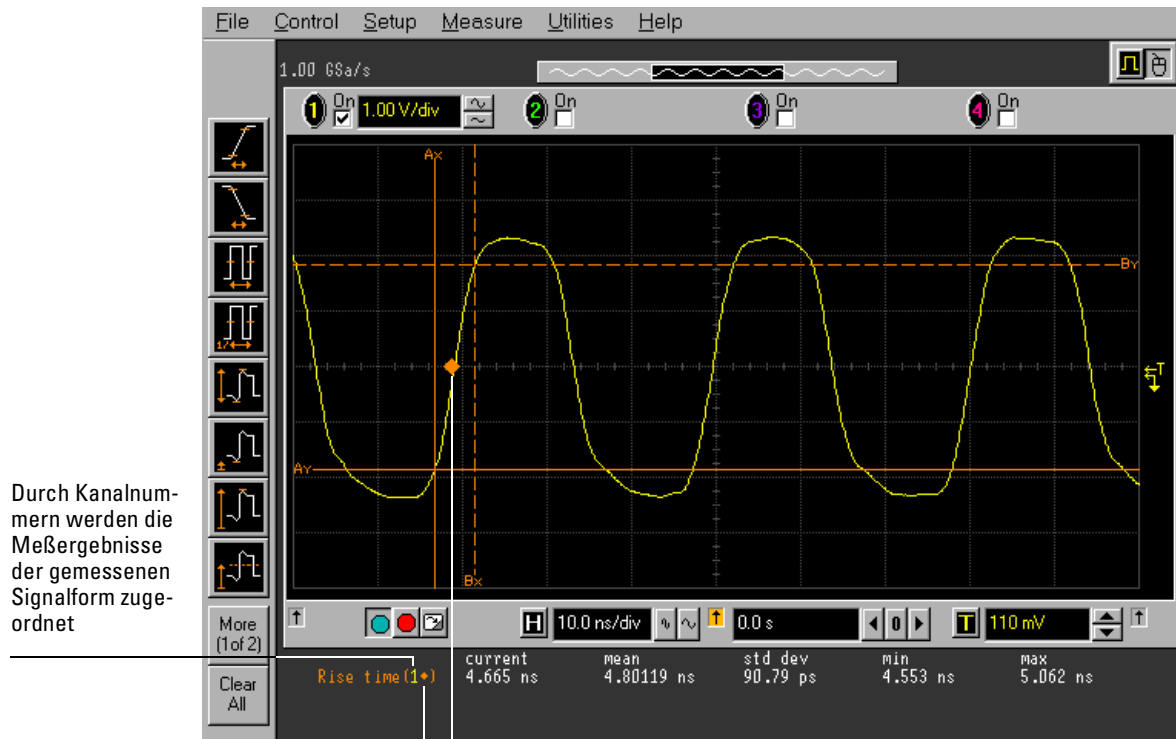 File Control Setup Measure Utilities Help
1.00 GSa/s
1 On 1.00 V/div 2 On 3 On 4 On
Ax
By
Ay
Bx
T
Durch Kanalnum-
mern werden die
Meßergebnisse
der gemessenen
Signalform zuge-
ordnet
1/
More
(1of 2)
Clear
All
H 10.0 ns/div 0.0 s 0 T 110 mV
current mean std dev min max
Rise time(1◆) 4.665 ns 4.80119 ns 90.79 ps 4.553 ns 5.062 ns